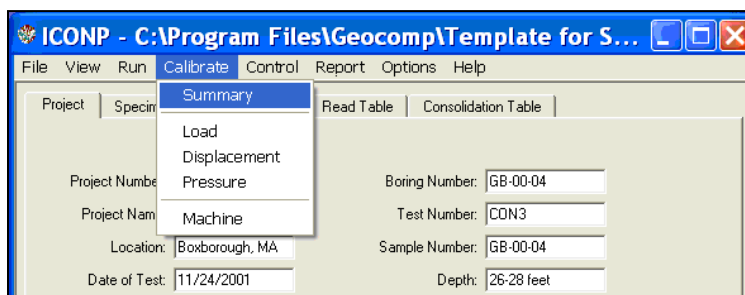 ICONP - C:\Program Files\Geocomp\Template for S...
File View Run Calibrate Control Report Options Help
Summary
Load
Displacement
Pressure
Machine
Project Read Table Consolidation Table
Boring Number: GB-00-04
Test Number: CON3
Location: Boxborough, MA Sample Number: GB-00-04
Date of Test: 11/24/2001 Depth: 26-28 feet